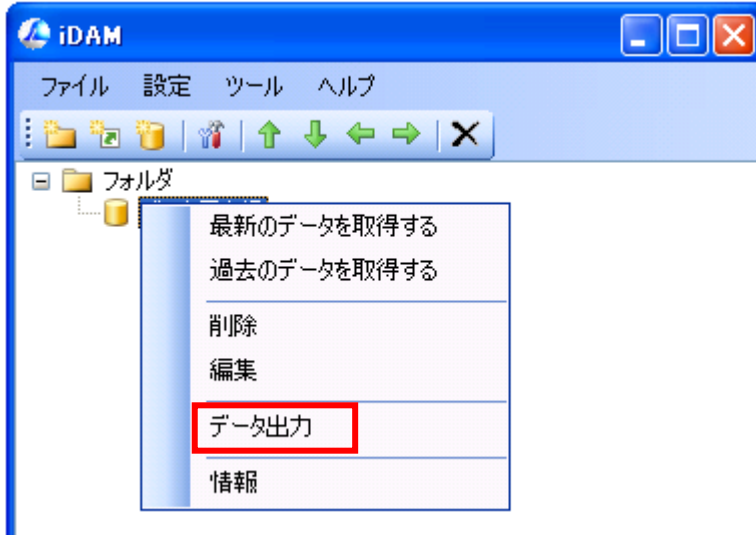 iDAM
ファイル 設定 ツール ヘルプ
フォルダ
最新のデータを取得する
過去のデータを取得する
削除
編集
データ出力
情報